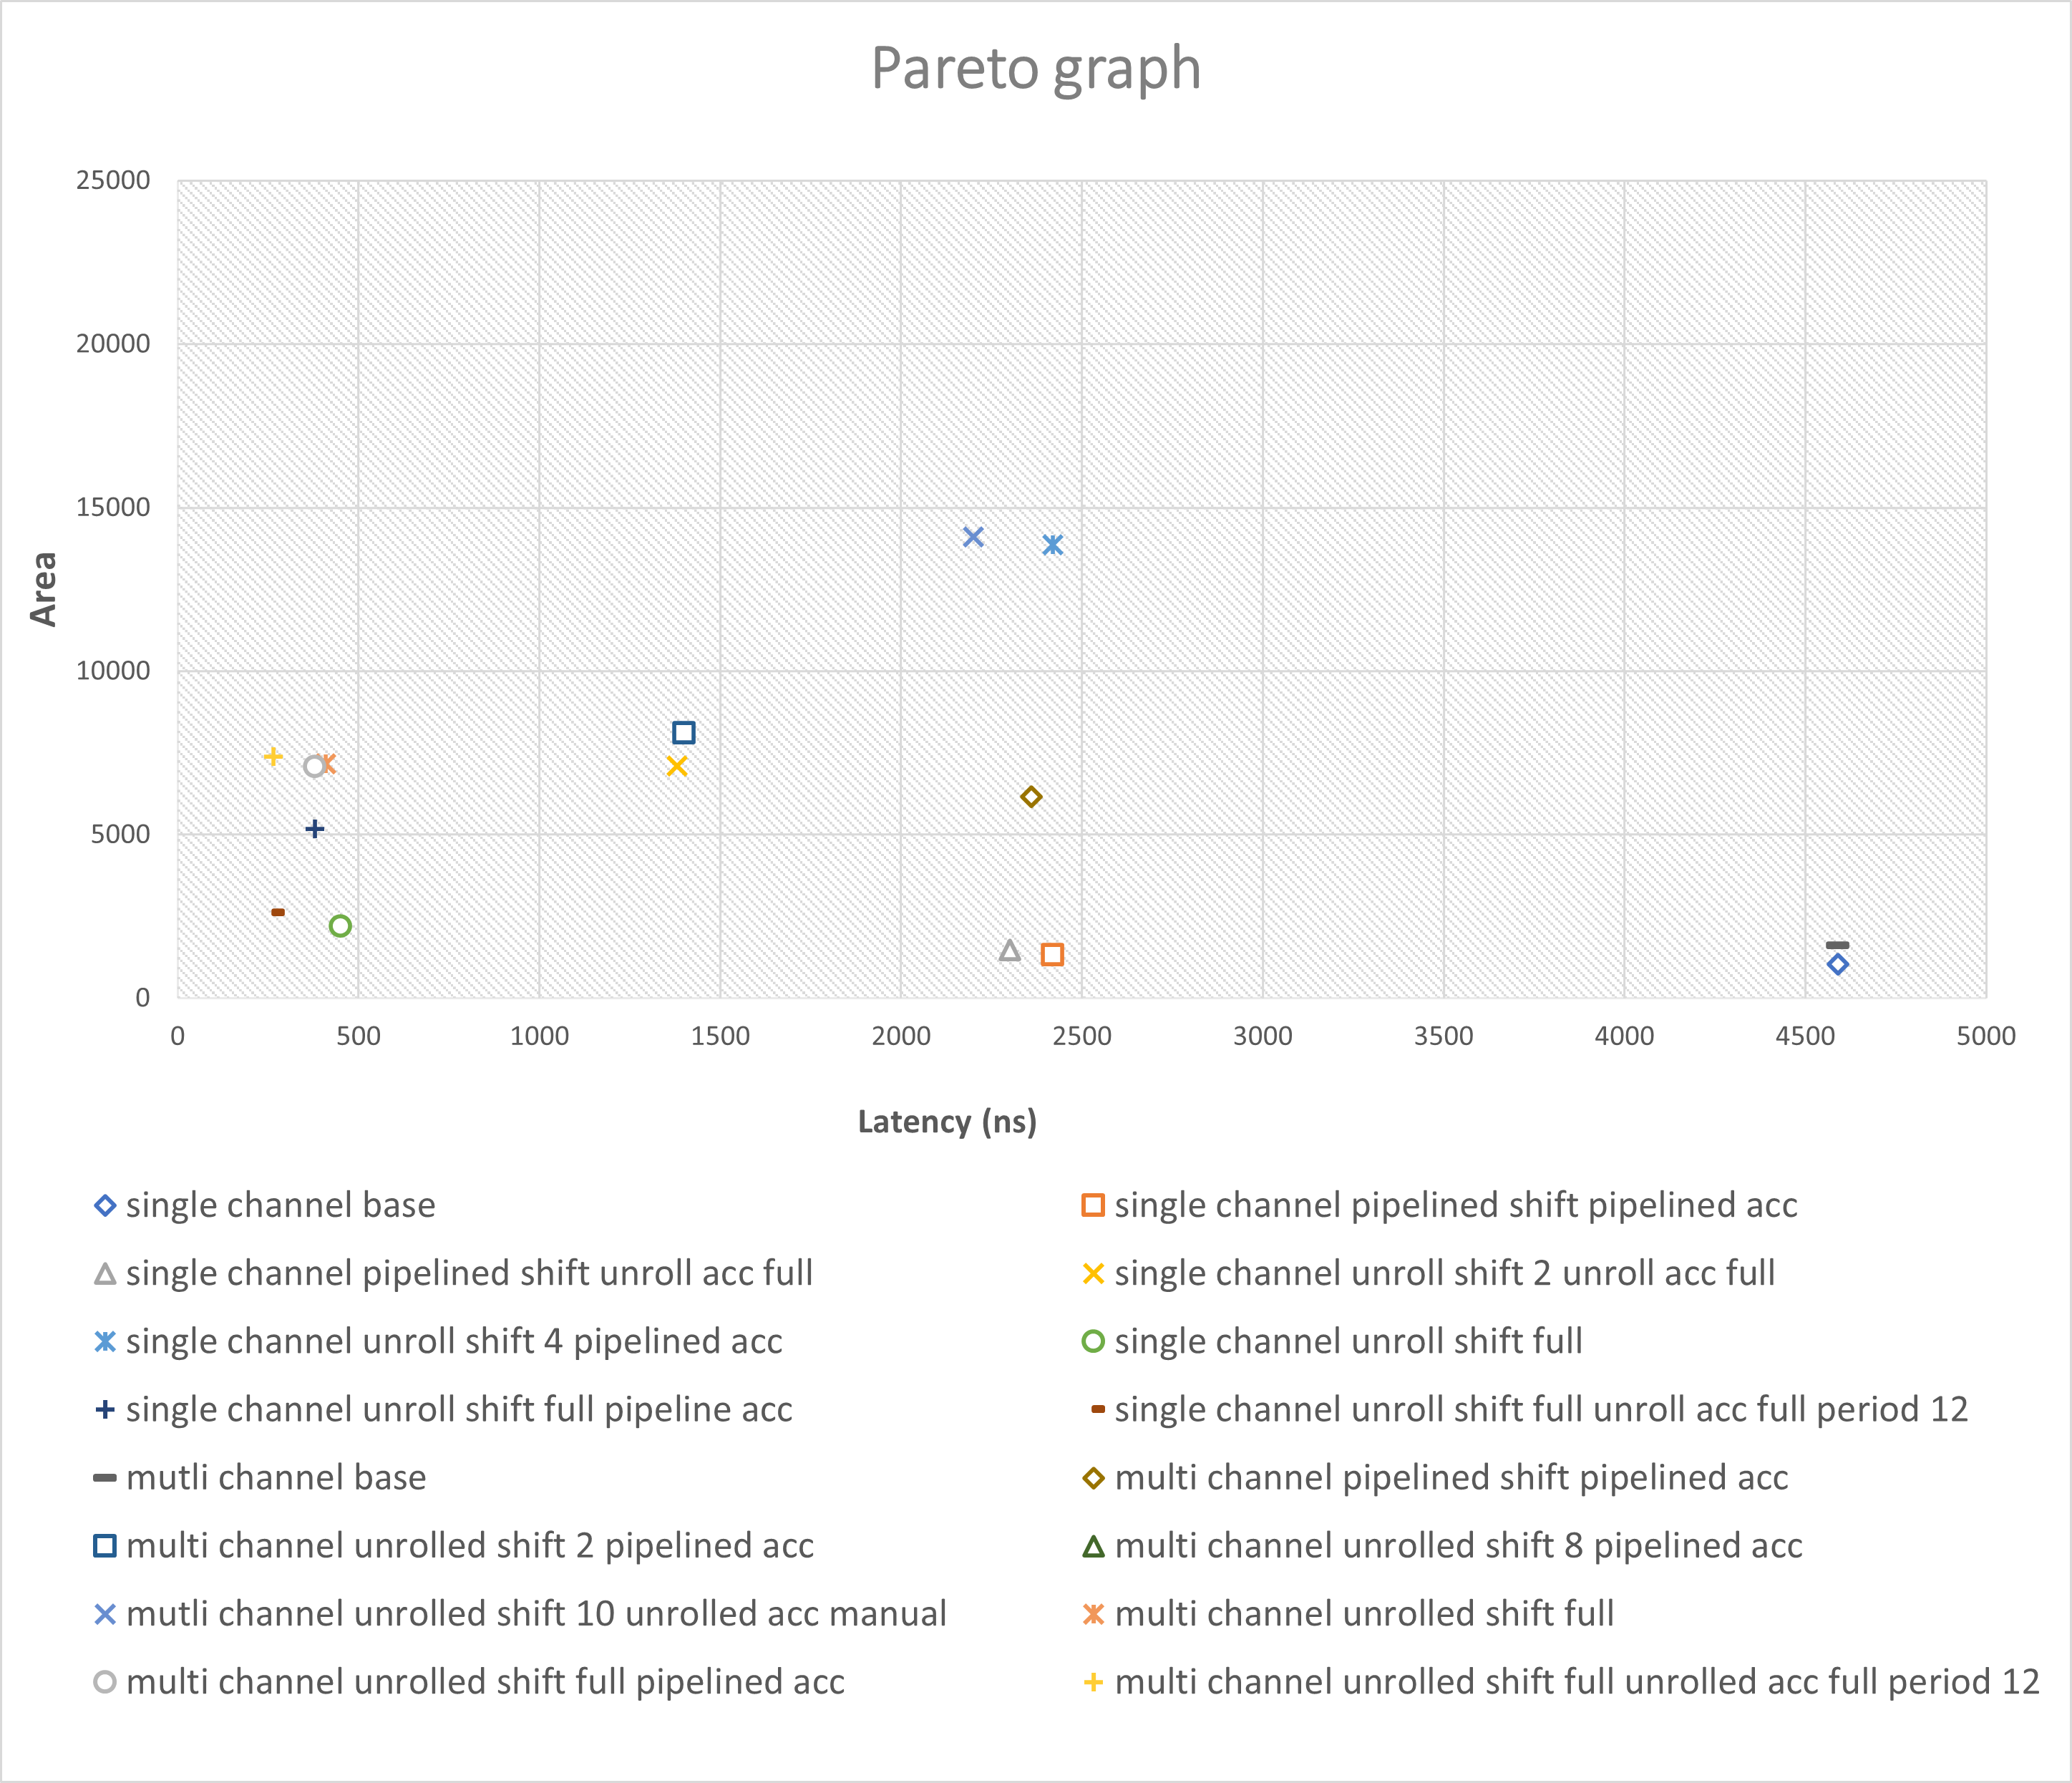 Pareto graph
25000
20000
15000
10000
5000
0
Area
0 500 1000 1500 2000 2500 3000 3500 4000 4500 5000
Latency (ns)
single channel base
single channel pipelined shift pipelined acc
single channel pipelined shift unroll acc full
single channel unroll shift 2 unroll acc full
single channel unroll shift 4 pipelined acc
single channel unroll shift full
single channel unroll shift full pipeline acc
single channel unroll shift full unroll acc full period 12
mutli channel base
multi channel pipelined shift pipelined acc
multi channel unrolled shift 2 pipelined acc
multi channel unrolled shift 8 pipelined acc
mutli channel unrolled shift 10 unrolled acc manual
multi channel unrolled shift full
multi channel unrolled shift full pipelined acc
multi channel unrolled shift full unrolled acc full period 12